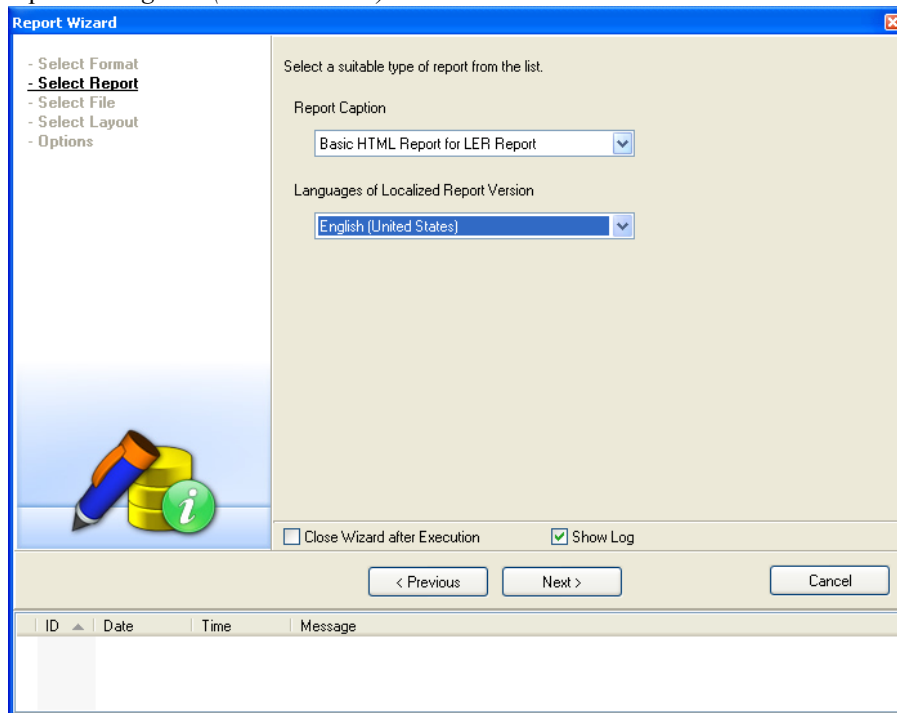 Report Wizard
- Select Format
- Select Report
- Select File
- Select Layout
- Options
Select a suitable type of report from the list.
Report Caption
Basic HTML Report for LER Report
Languages of Localized Report Version
English (United States)
Close Wizard after Execution
Show Log
< Previous
Next >
Cancel
ID Date Time Message